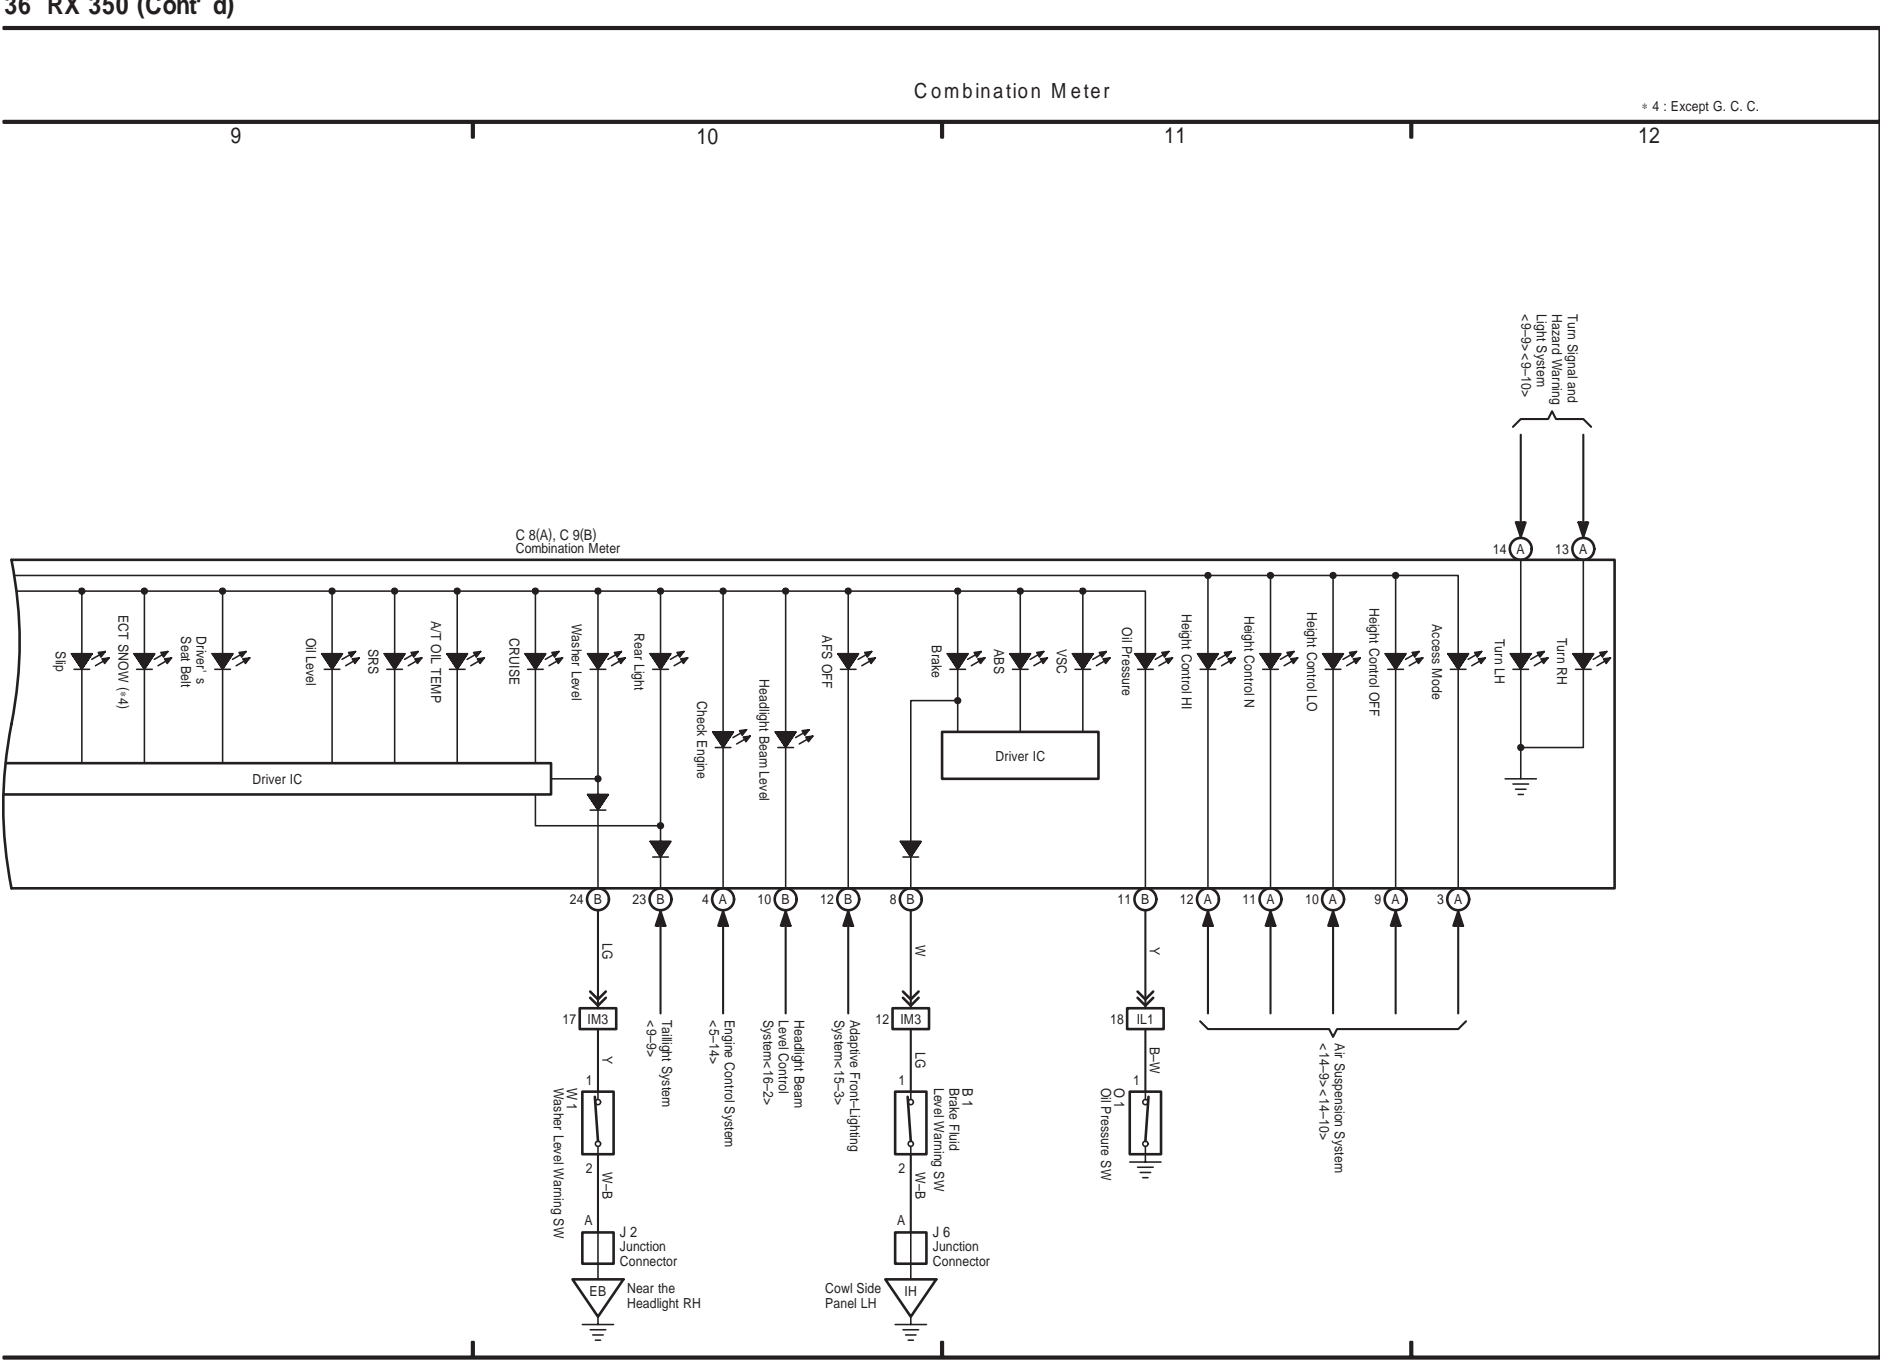 36 RX 350 (Cont' d)
Combination Meter
* 4 : Except G. C. C.
9
10
11
12
Turn Signal and
Hazard Warning
Light System
<9–9><9–10>
C 8(A), C 9(B)
Combination Meter
14
A
13
A
Slip
ECT SNOW (*4)
Driver' s
Seat Belt
Oil Level
SRS
A/T OIL TEMP
CRUISE
Washer Level
Rear Light
Check Engine
Headlight Beam Level
AFS OFF
Brake
ABS
VSC
Oil Pressure
Height Control HI
Height Control N
Height Control LO
Height Control OFF
Access Mode
Turn LH
Turn RH
Driver IC
Driver IC
24
B
23
B
4
A
10
B
12
B
8
B
11
B
12
A
11
A
10
A
9
A
3
A
LG
W
Y
17
IM3
12
IM3
18
IL1
Taillight System
<9–9>
Engine Control System
<5–14>
Headlight Beam
Level Control
System<16–2>
Adaptive Front–Lighting
System<15–3>
Air Suspension System
<14–9><14–10>
Y
LG
B–W
1
1
1
W 1
Washer Level Warning SW
B 1
Brake Fluid
Level Warning SW
O 1
Oil Pressure SW
2
2
W–B
W–B
A
J 2
Junction
Connector
A
J 6
Junction
Connector
EB
Near the
Headlight RH
Cowl Side
Panel LH
IH